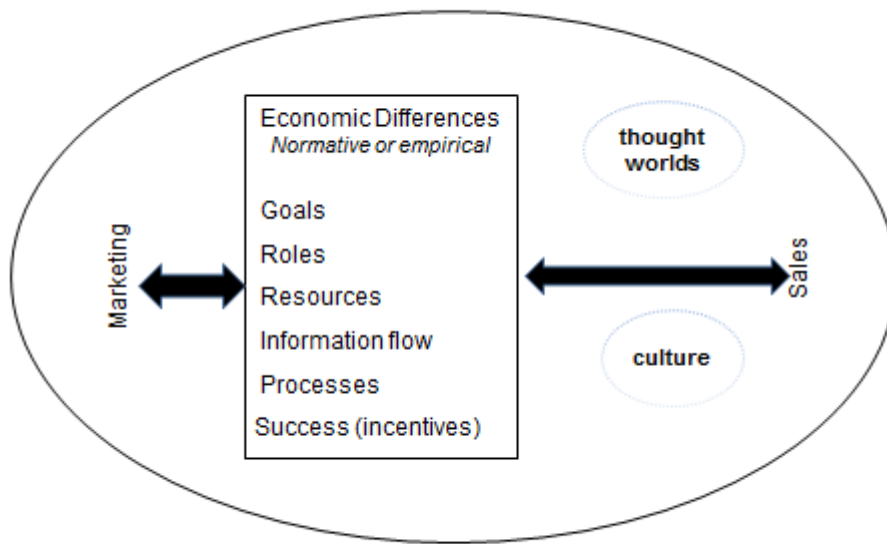 Economic Differences
Normative or empirical
Goals
Roles
Resources
Information flow
Processes
Success (incentives)
Marketing
thought
worlds
culture
Sales